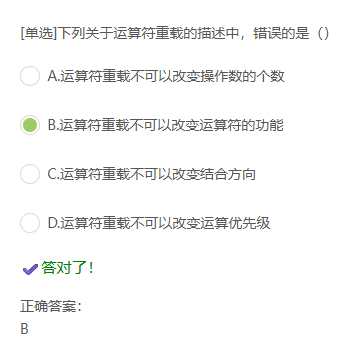 [单选]下列关于运算符重载的描述中，错误的是（）
A.运算符重载不可以改变操作数的个数
B.运算符重载不可以改变运算符的功能
C.运算符重载不可以改变结合方向
D.运算符重载不可以改变运算优先级
答对了！
正确答案：
B